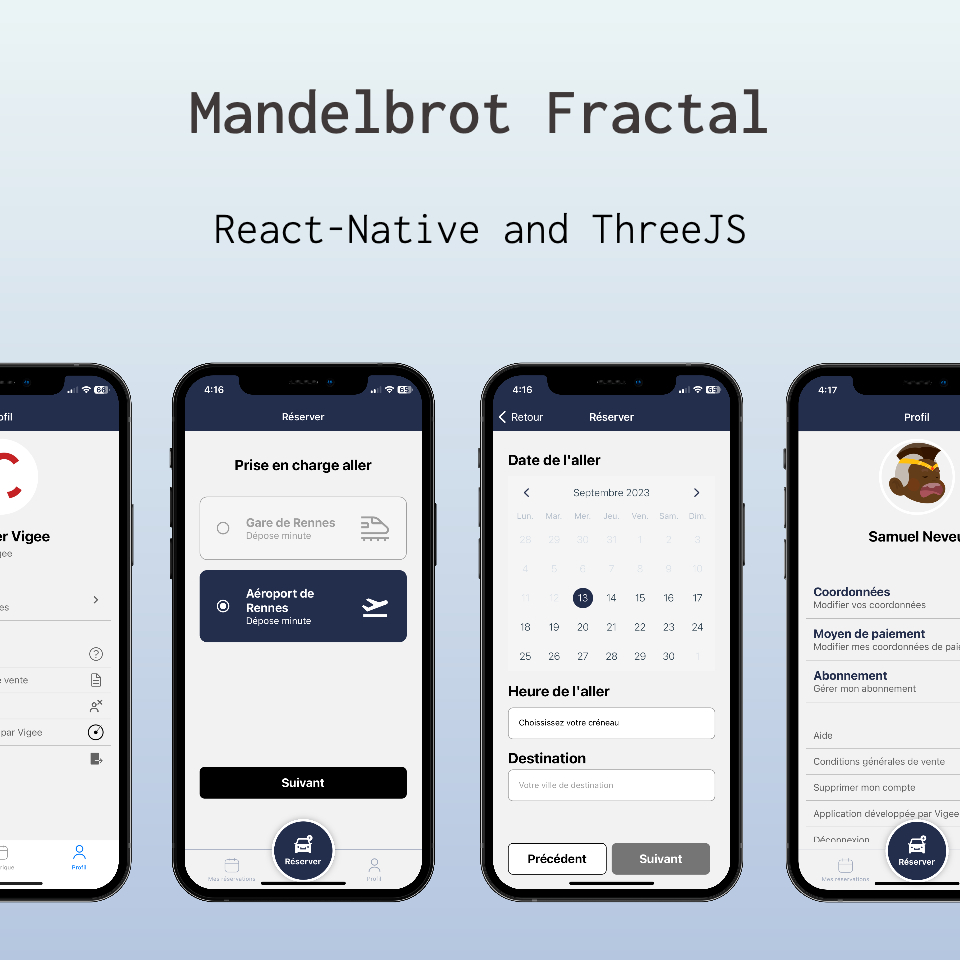 Mandelbrot Fractal
React-Native and ThreeJS
64
ofil
C
er Vigee
gee
es
e vente
par Vigee
rique
Profil
4:16
65
Réserver
Prise en charge aller
Gare de Rennes
Dépose minute
Aéroport de
Rennes
Dépose minute
Suivant
Réserver
Mes réservations
Profil
4:16
Retour
Réserver
Date de l'aller
Septembre 2023
Lun. Mar. Mer. Jeu. Ven. Sam. Dim.
28 29 30 31 1 2 3
4 5 6 7 8 9 10
11 12 13 14 15 16 17
18 19 20 21 22 23 24
25 26 27 28 29 30 1
Heure de l'aller
Choississez votre créneau
Destination
Votre ville de destination
Précédent
Suivant
4:17
Profil
Samuel Neveu
Coordonnées
Modifier vos coordonnées
Moyen de paiement
Modifier mes coordonnées de pai
Abonnement
Gérer mon abonnement
Aide
Conditions générales de vente
Supprimer mon compte
Application développée par Vigee
Déconnexion
Réserver
Mes réservations